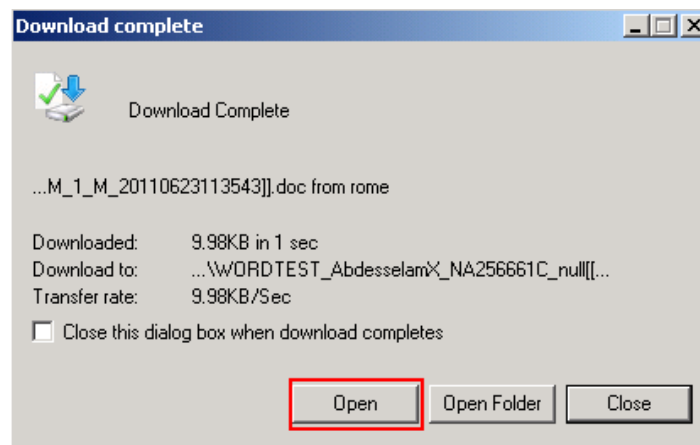 Download complete
Download Complete
...M_1_M_20110623113543]].doc from rome
Downloaded: 9.98KB in 1 sec
Download to: ...\WORDTEST_AbdesselamX_NA256661C_null[[...
Transfer rate: 9.98KB/Sec
Close this dialog box when download completes
Open Open Folder Close